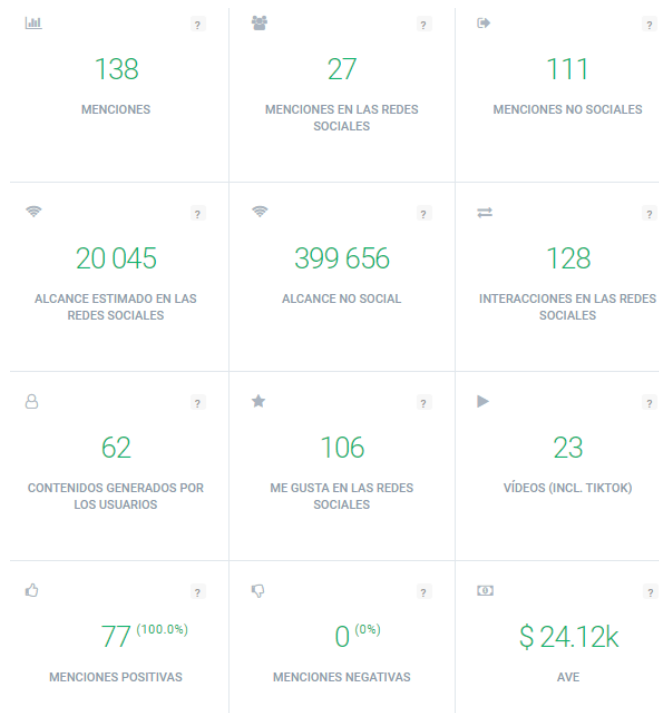 ?
?
?
138
27
111
MENCIONES
MENCIONES EN LAS REDES
SOCIALES
MENCIONES NO SOCIALES
?
?
?
20 045
399 656
128
ALCANCE ESTIMADO EN LAS
REDES SOCIALES
ALCANCE NO SOCIAL
INTERACCIONES EN LAS REDES
SOCIALES
?
?
?
62
106
23
CONTENIDOS GENERADOS POR
LOS USUARIOS
ME GUSTA EN LAS REDES
SOCIALES
VÍDEOS (INCL. TIKTOK)
?
?
?
77 (100.0%)
0 (0%)
$ 24.12k
MENCIONES POSITIVAS
MENCIONES NEGATIVAS
AVE